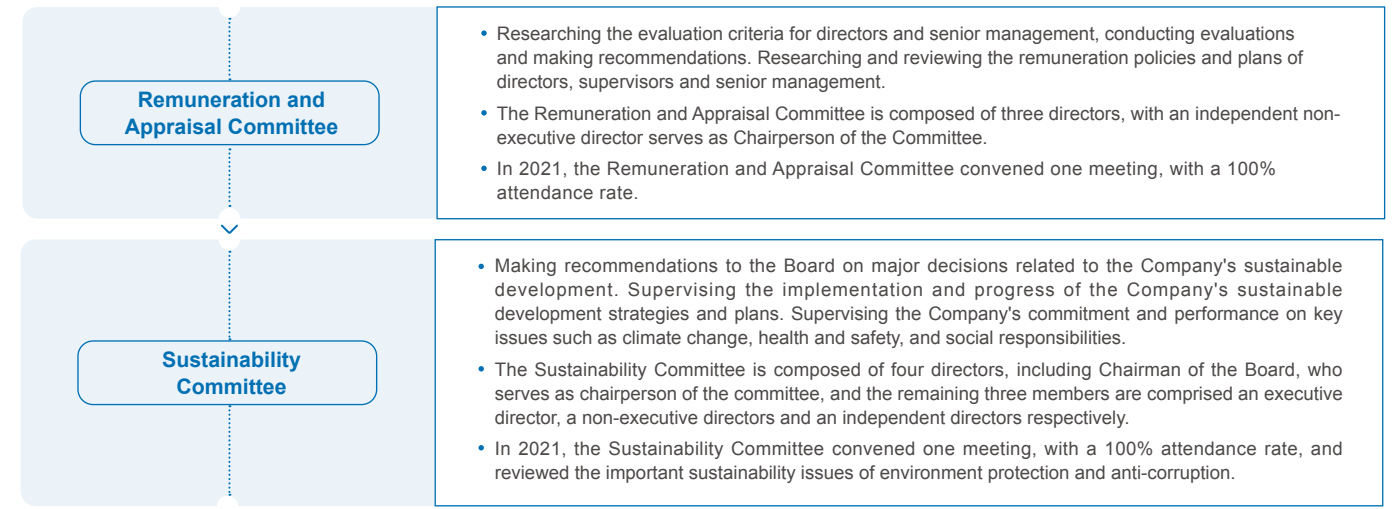 Remuneration and
Appraisal Committee
• Researching the evaluation criteria for directors and senior management, conducting evaluations
and making recommendations. Researching and reviewing the remuneration policies and plans of
directors, supervisors and senior management.
• The Remuneration and Appraisal Committee is composed of three directors, with an independent non-
executive director serves as Chairperson of the Committee.
• In 2021, the Remuneration and Appraisal Committee convened one meeting, with a 100%
attendance rate.
Sustainability
Committee
• Making recommendations to the Board on major decisions related to the Company's sustainable
development. Supervising the implementation and progress of the Company's sustainable
development strategies and plans. Supervising the Company's commitment and performance on key
issues such as climate change, health and safety, and social responsibilities.
• The Sustainability Committee is composed of four directors, including Chairman of the Board, who
serves as chairperson of the committee, and the remaining three members are comprised an executive
director, a non-executive directors and an independent directors respectively.
• In 2021, the Sustainability Committee convened one meeting, with a 100% attendance rate, and
reviewed the important sustainability issues of environment protection and anti-corruption.